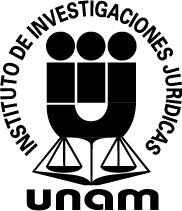 INSTITUTO DE INVESTIGACIONES JURIDICAS
unam